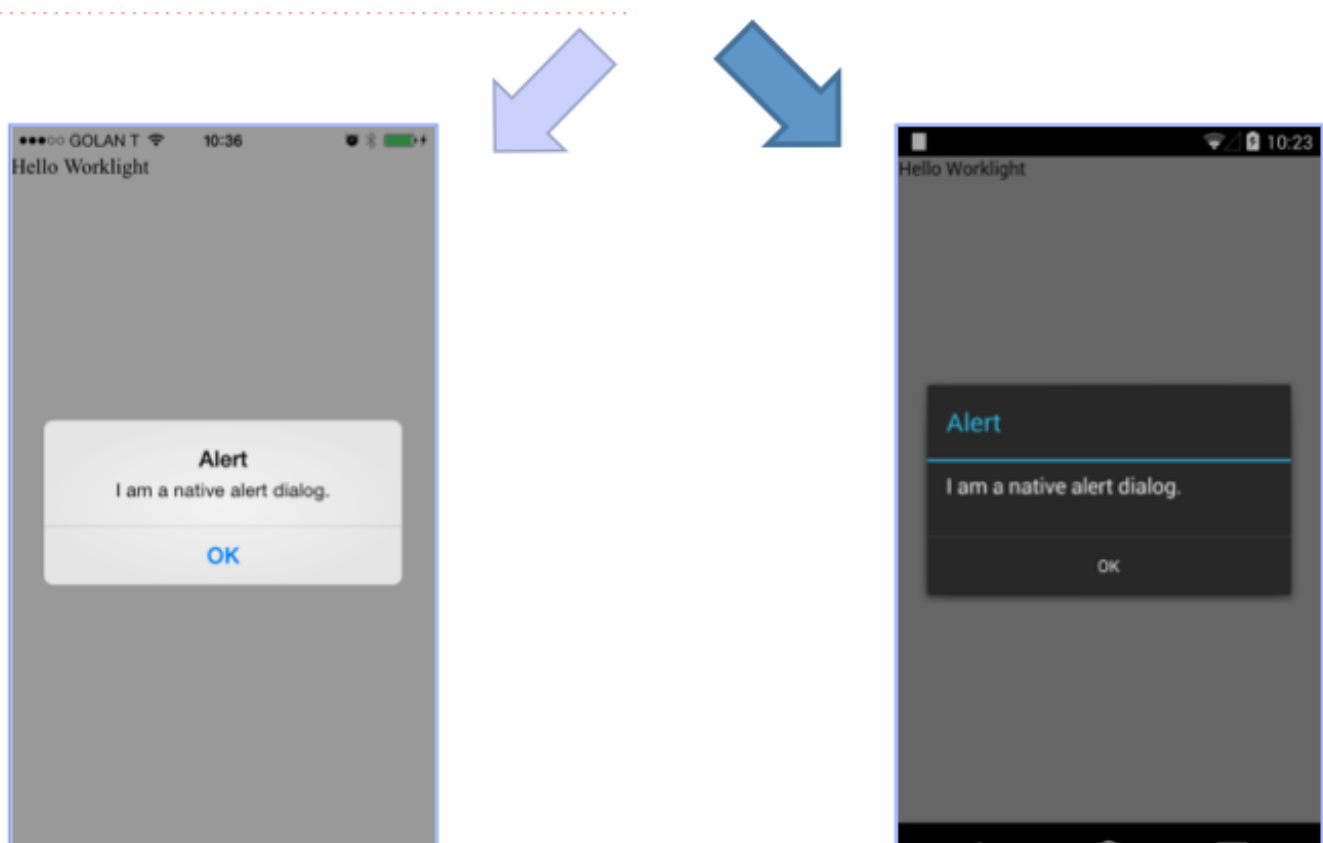 GOLAN T 10:36
Hello Worklight
Alert
I am a native alert dialog.
OK
10:23
Hello Worklight
Alert
I am a native alert dialog.
OK